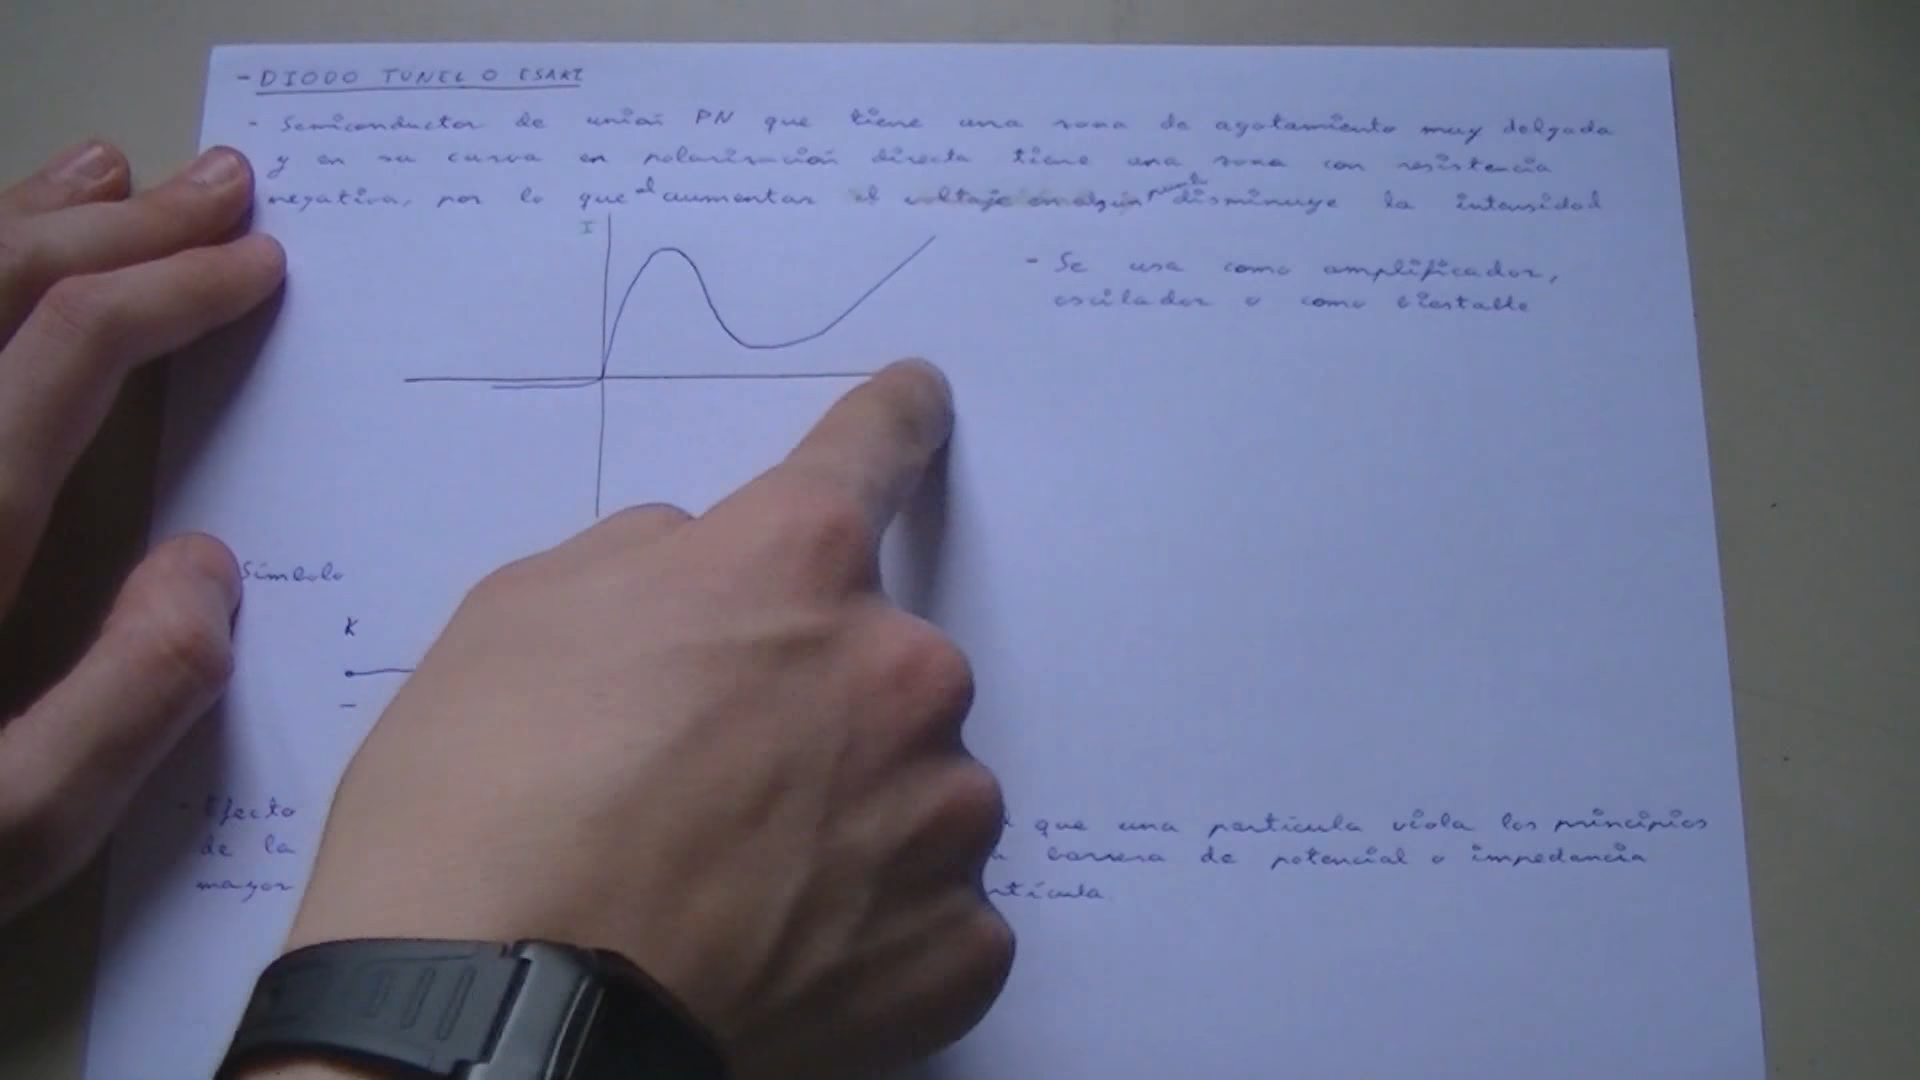 - DIODO TUNEL O ESAKI
- Semiconductor de unión PN que tiene una zona de agotamiento muy delgada
y en su curva en polarización directa tiene una zona con resistencia
negativa, por lo que al aumentar el voltaje en algún punto disminuye la intensidad
I
- Se usa como amplificador,
oscilador o como biestable
Símbolo
K
-
- Efecto
que una partícula viola los principios
de la
barrera de potencial o impedancia
mayor